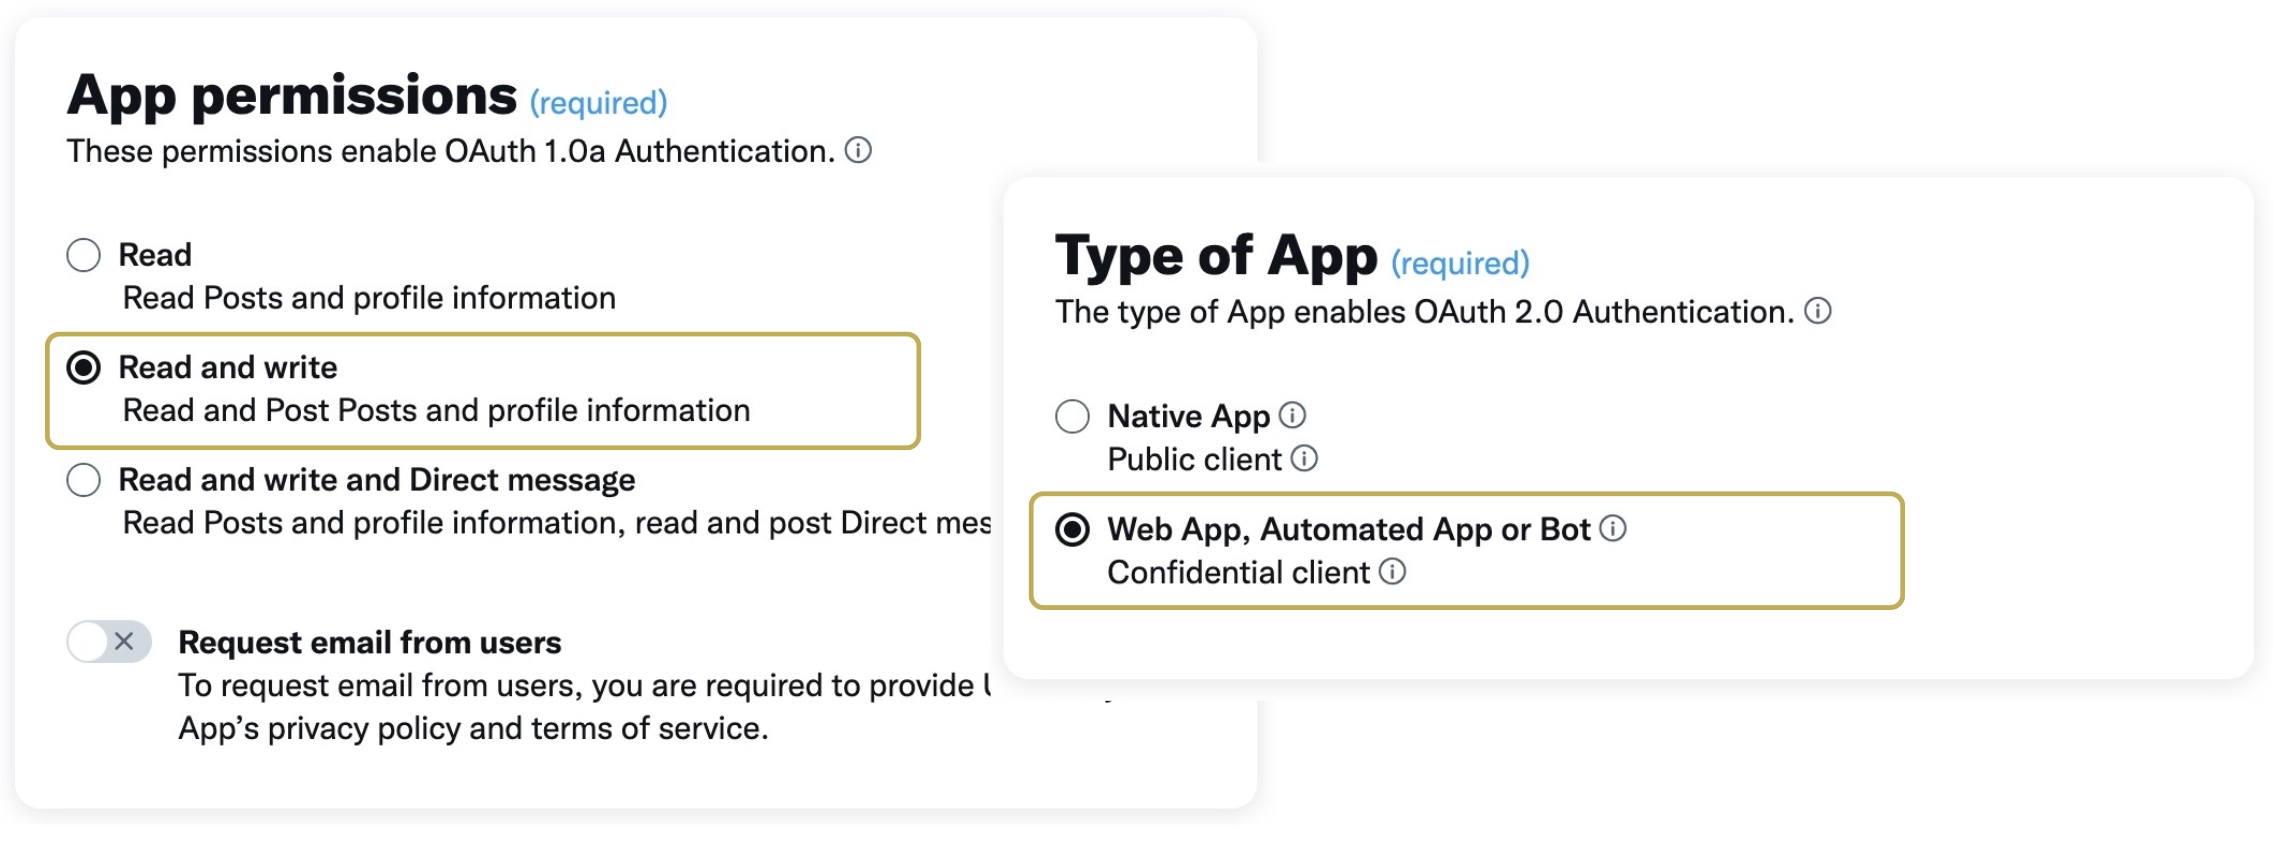 App permissions (required)
These permissions enable OAuth 1.0a Authentication.
Read
Read Posts and profile information
Read and write
Read and Post Posts and profile information
Read and write and Direct message
Read Posts and profile information, read and post Direct
Request email from users
To request email from users, you are required to provide
App’s privacy policy and terms of service.
Type of App (required)
The type of App enables OAuth 2.0 Authentication.
Native App
Public client
Web App, Automated App or Bot
Confidential client